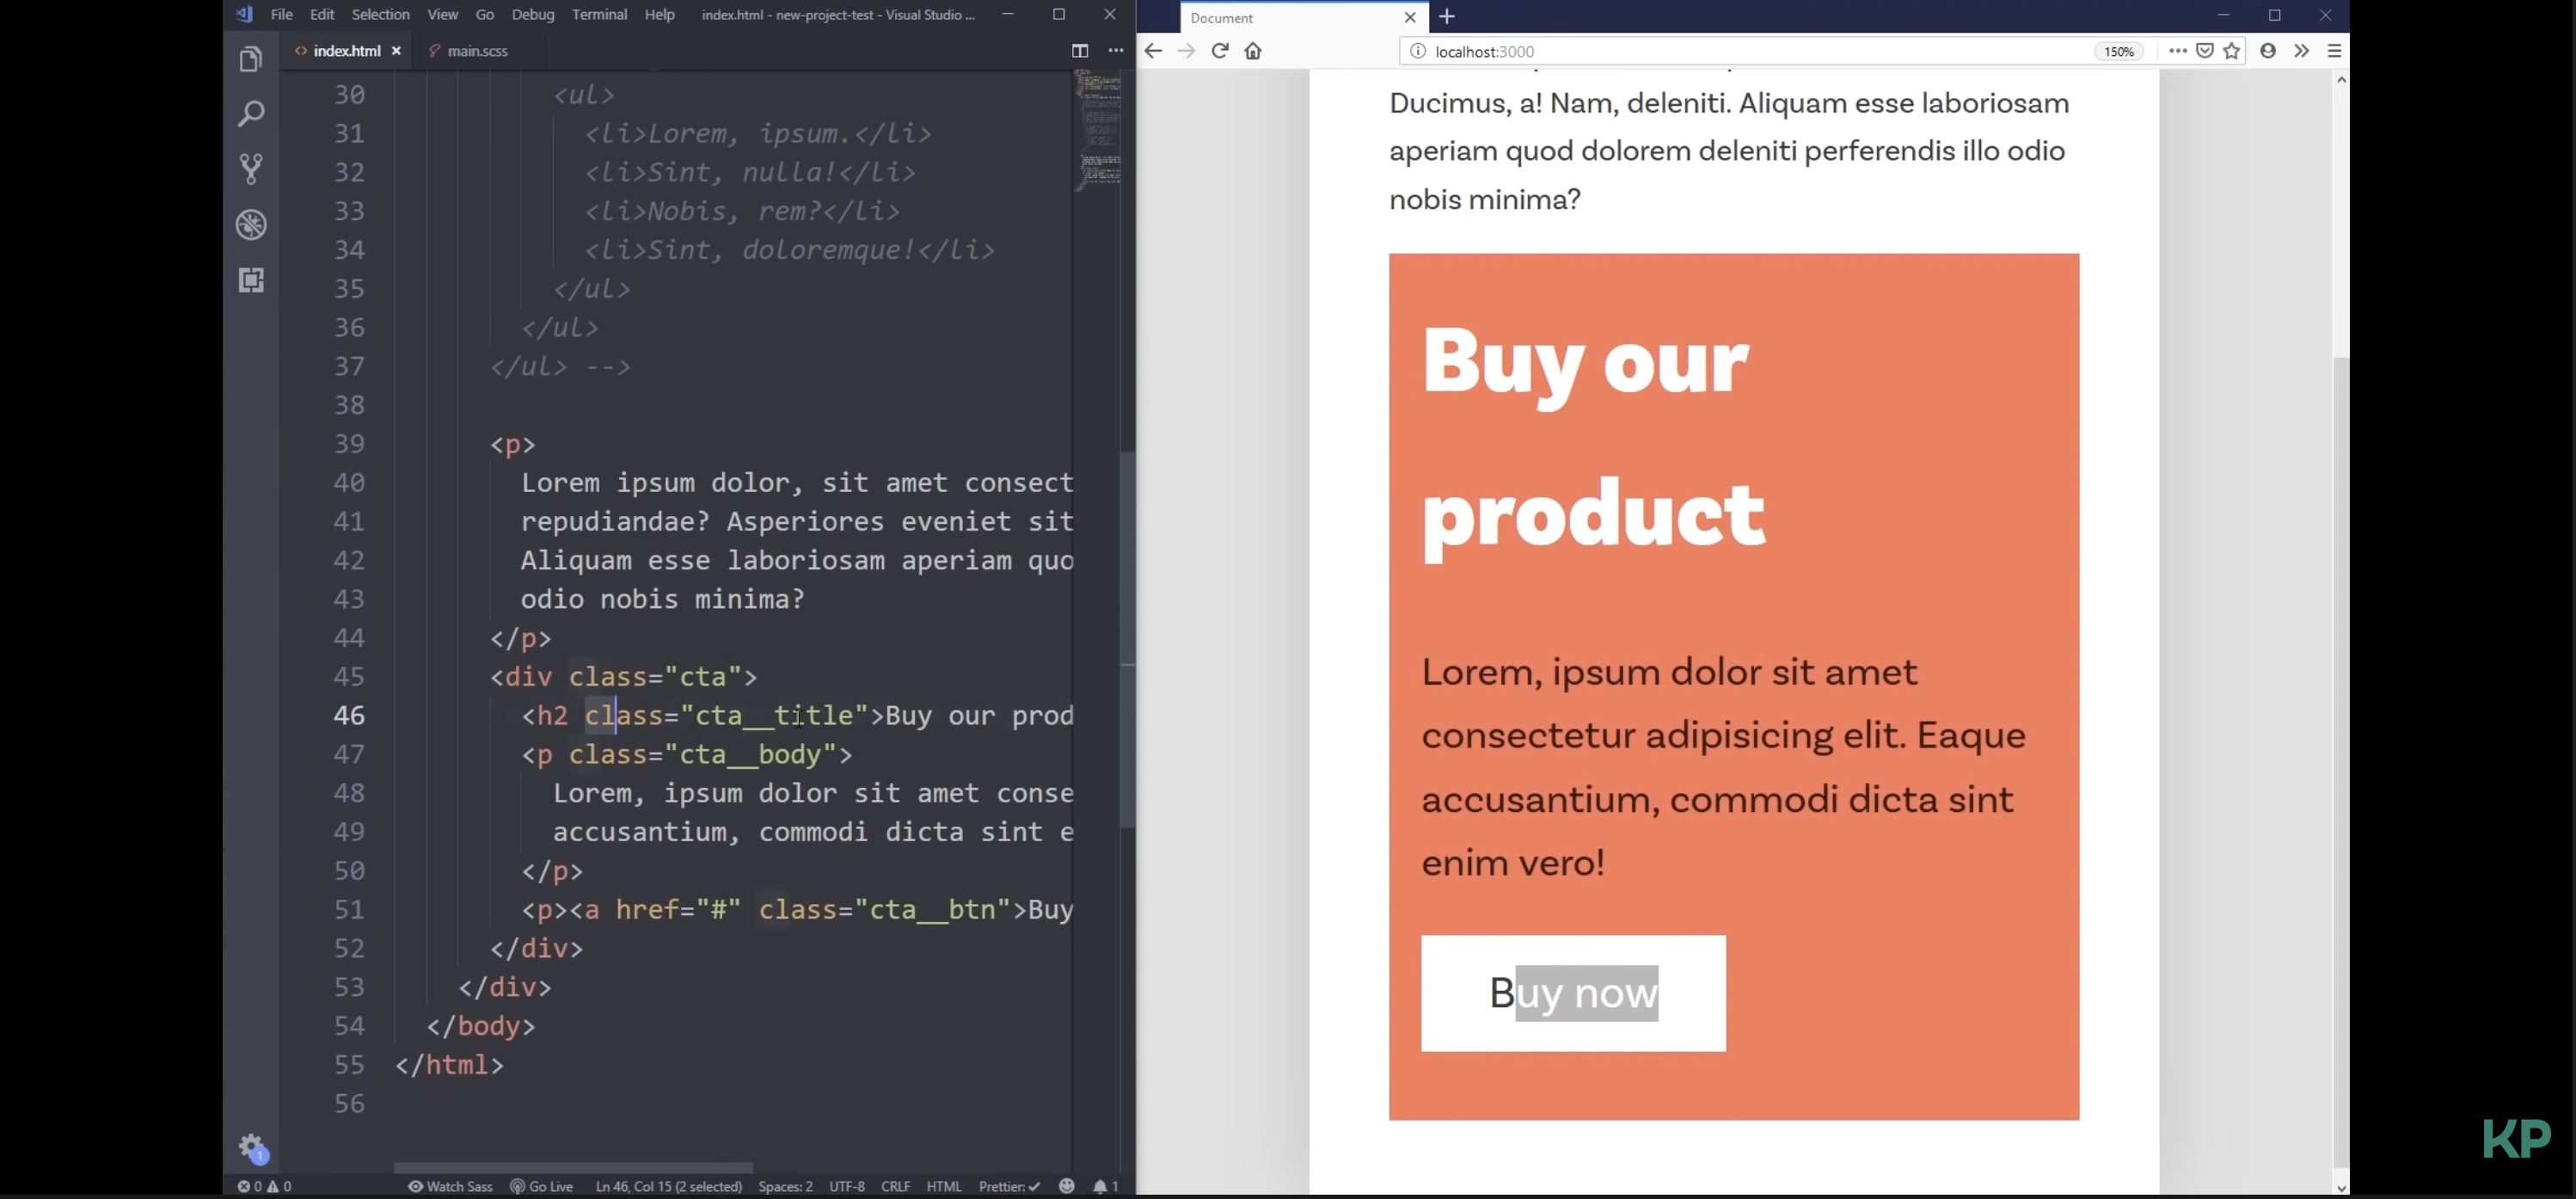 File Edit Selection View Go Debug Terminal Help index.html - new-project-test - Visual Studio ...
index.html main.scss
30 <ul>
31 <li>Lorem, ipsum.</li>
32 <li>Sint, nulla!</li>
33 <li>Nobis, rem?</li>
34 <li>Sint, doloremque!</li>
35 </ul>
36 </ul>
37 </ul> -->
38
39 <p>
40 Lorem ipsum dolor, sit amet consect
41 repudiandae? Asperiores eveniet sit
42 Aliquam esse laboriosam aperiam quo
43 odio nobis minima?
44 </p>
45 <div class="cta">
46 <h2 class="cta__title">Buy our prod
47 <p class="cta__body">
48 Lorem, ipsum dolor sit amet conse
49 accusantium, commodi dicta sint e
50 </p>
51 <p><a href="#" class="cta__btn">Buy
52 </div>
53 </div>
54 </body>
55 </html>
56
1
0 0 Watch Sass Go Live Ln 46, Col 15 (2 selected) Spaces: 2 UTF-8 CRLF HTML Prettier: ✓ 1
Document
localhost:3000 150%
Ducimus, a! Nam, deleniti. Aliquam esse laboriosam
aperiam quod dolorem deleniti perferendis illo odio
nobis minima?
Buy our
product
Lorem, ipsum dolor sit amet
consectetur adipisicing elit. Eaque
accusantium, commodi dicta sint
enim vero!
Buy now
KP